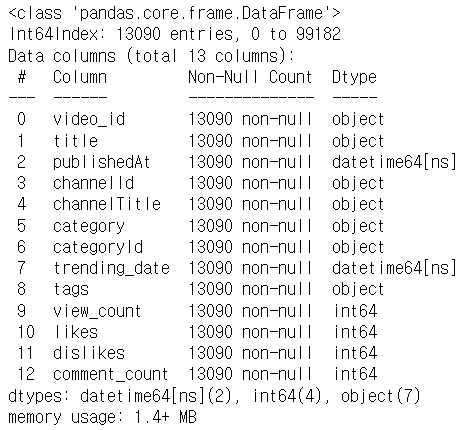 <class 'pandas.core.frame.DataFrame'>
Int64Index: 13090 entries, 0 to 99182
Data columns (total 13 columns):
 #   Column         Non-Null Count  Dtype
---  ------         --------------  -----
 0   video_id       13090 non-null  object
 1   title          13090 non-null  object
 2   publishedAt    13090 non-null  datetime64[ns]
 3   channelId      13090 non-null  object
 4   channelTitle   13090 non-null  object
 5   category       13090 non-null  object
 6   categoryId     13090 non-null  object
 7   trending_date  13090 non-null  datetime64[ns]
 8   tags           13090 non-null  object
 9   view_count     13090 non-null  int64
 10  likes          13090 non-null  int64
 11  dislikes       13090 non-null  int64
 12  comment_count  13090 non-null  int64
dtypes: datetime64[ns](2), int64(4), object(7)
memory usage: 1.4+ MB